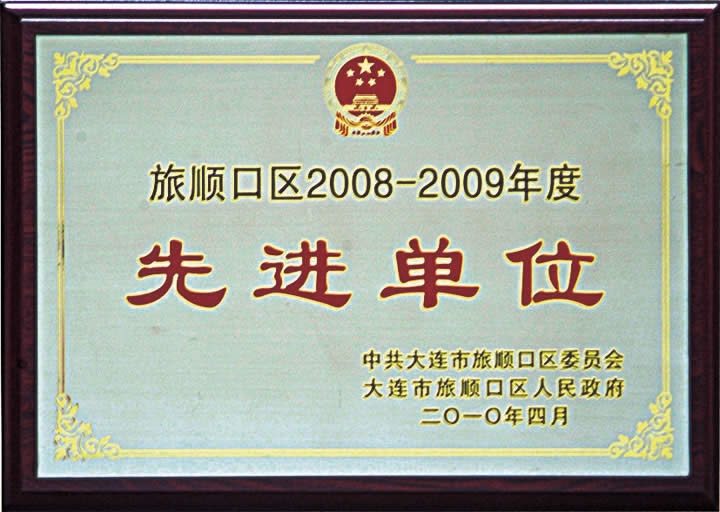 旅顺口区2008-2009年度
先进单位
中共大连市旅顺口区委员会
大连市旅顺口区人民政府
二〇一〇年四月